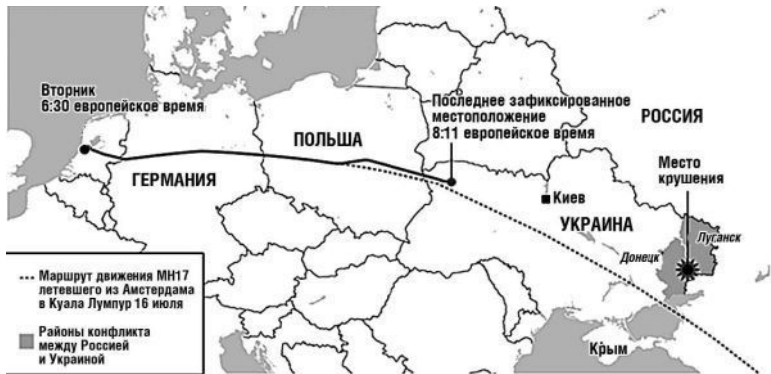 Вторник
6:30 европейское время
Последнее зафиксированное
местоположение
8:11 европейское время
РОССИЯ
ПОЛЬША
ГЕРМАНИЯ
Место
крушения
Киев
УКРАИНА
Луганск
Донецк
Маршрут движения МН17
летевшего из Амстердама
в Куала Лумпур 16 июля
Районы конфликта
между Россией
и Украиной
Крым